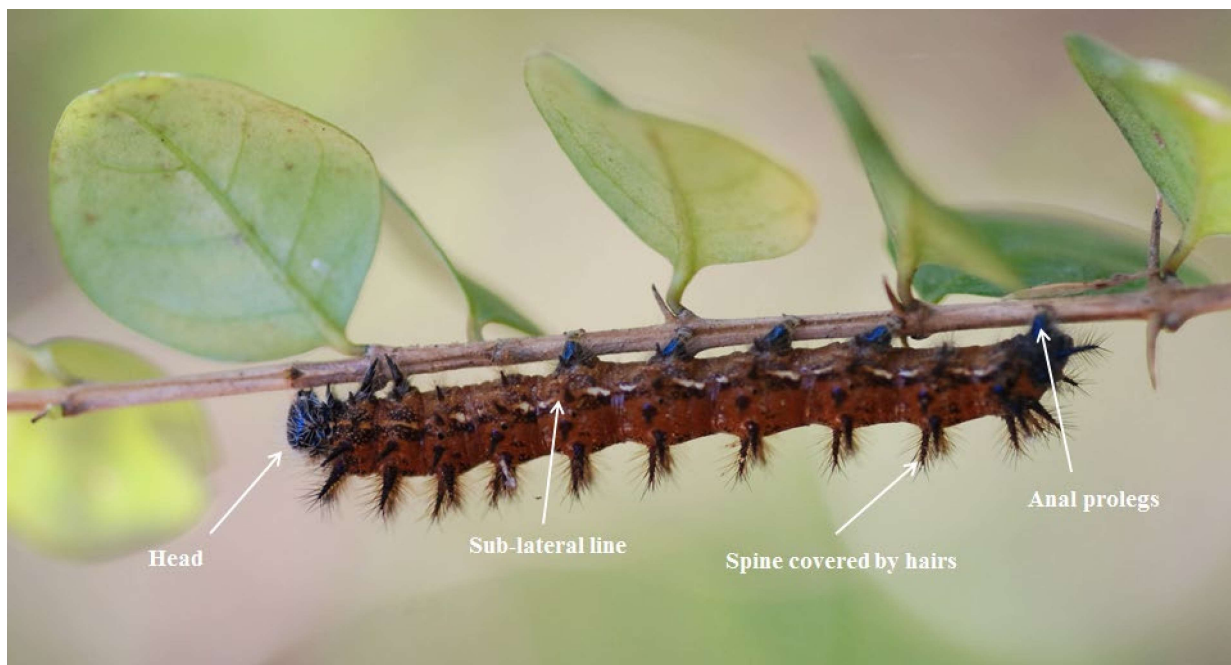 Head
Sub-lateral line
Spine covered by hairs
Anal prolegs